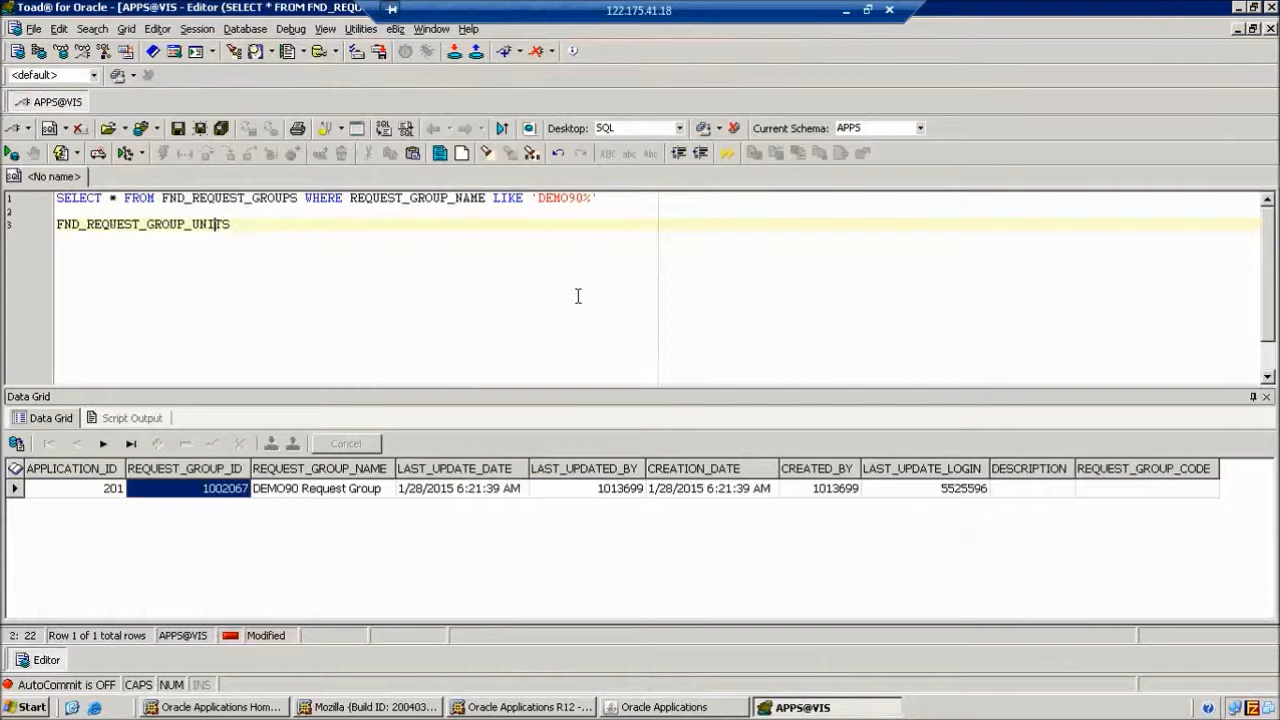 Toad® for Oracle - [APPS@VIS - Editor (SELECT * FROM FND_REQU
122.175.41.18
File Edit Search Grid Editor Session Database Debug View Utilities eBiz Window Help
<default>
APPS@VIS
SQL Desktop: SQL Current Schema: APPS
ABC abc ABC
SQL <No name>
1 SELECT * FROM FND_REQUEST_GROUPS WHERE REQUEST_GROUP_NAME LIKE 'DEMO90%'
2
3 FND_REQUEST_GROUP_UNITS
Data Grid
Data Grid Script Output
Cancel
APPLICATION_ID REQUEST_GROUP_ID REQUEST_GROUP_NAME LAST_UPDATE_DATE LAST_UPDATED_BY CREATION_DATE CREATED_BY LAST_UPDATE_LOGIN DESCRIPTION REQUEST_GROUP_CODE
201 1002067 DEMO90 Request Group 1/28/2015 6:21:39 AM 1013699 1/28/2015 6:21:39 AM 1013699 5525596
2: 22 Row 1 of 1 total rows APPS@VIS Modified
Editor
AutoCommit is OFF CAPS NUM INS
Start Oracle Applications Hom... Mozilla {Build ID: 200403... Oracle Applications R12 -... Oracle Applications APPS@VIS